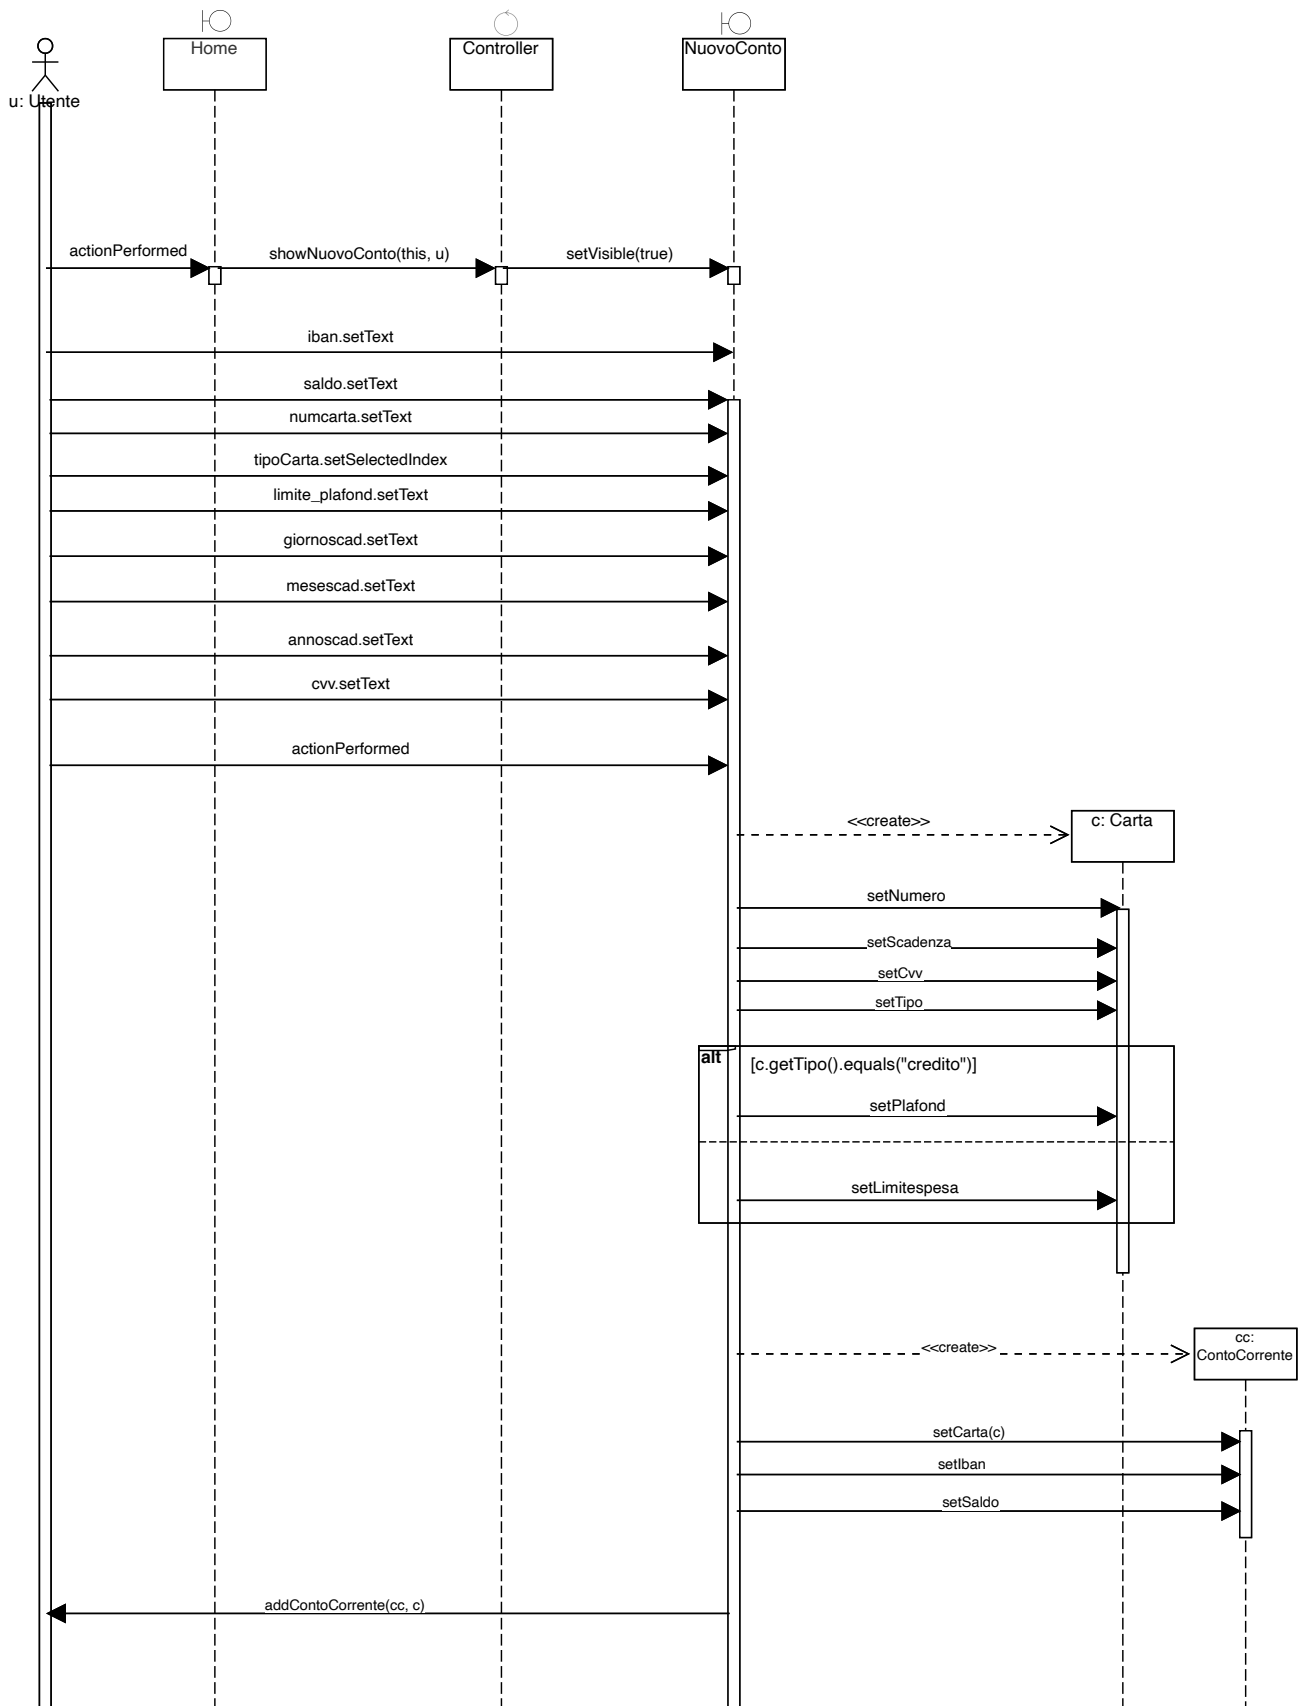 Home
Controller
NuovoConto
u: Utente
actionPerformed
showNuovoConto(this, u)
setVisible(true)
iban.setText
saldo.setText
numcarta.setText
tipoCarta.setSelectedIndex
limite_plafond.setText
giornoscad.setText
mesescad.setText
annoscad.setText
cvv.setText
actionPerformed
<<create>>
c: Carta
setNumero
setScadenza
setCvv
setTipo
alt
[c.getTipo().equals("credito")]
setPlafond
setLimitespesa
<<create>>
cc:
ContoCorrente
setCarta(c)
setIban
setSaldo
addContoCorrente(cc, c)